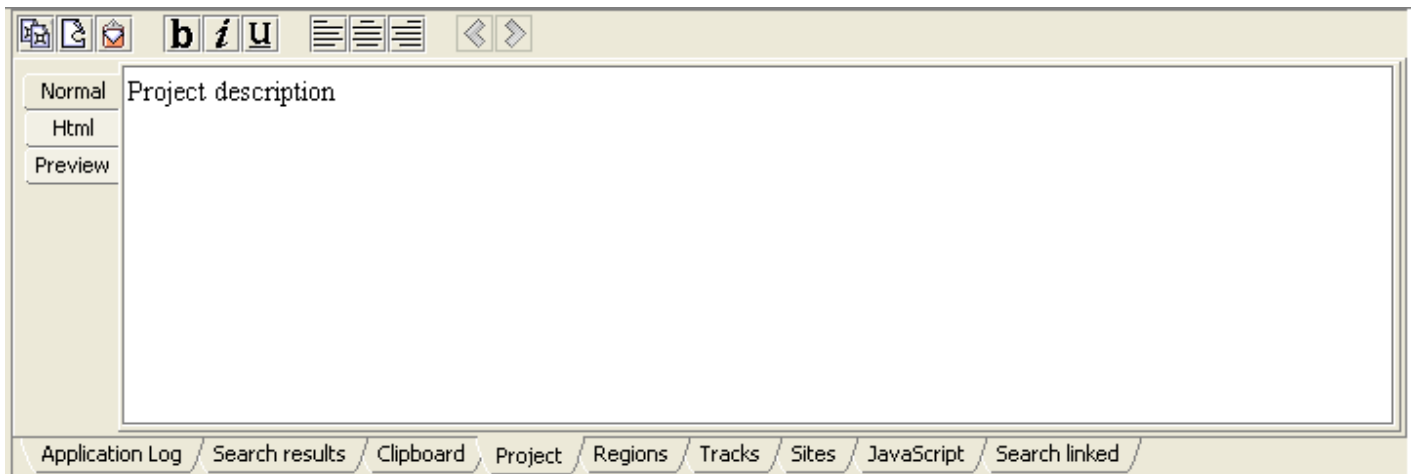 b i u
Normal
Project description
Html
Preview
Application Log Search results Clipboard Project Regions Tracks Sites JavaScript Search linked